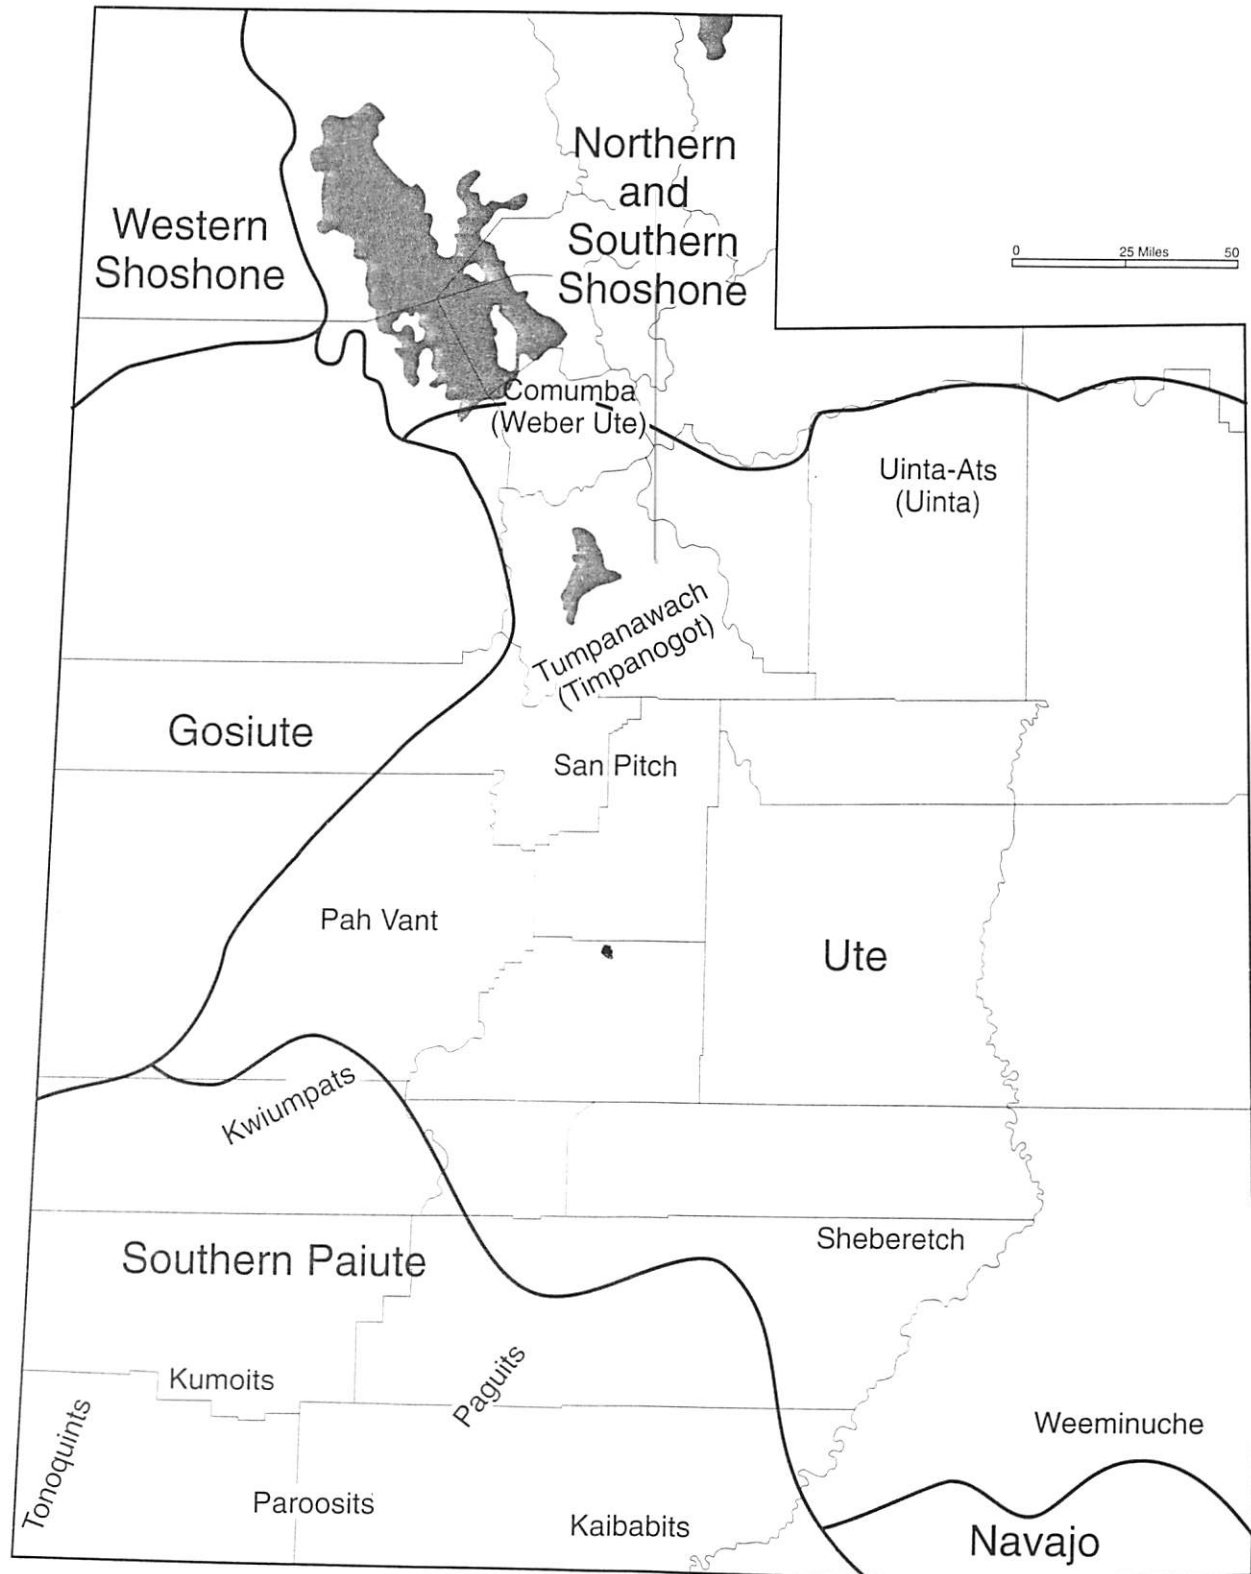 Northern
and
Southern
Shoshone
Western
Shoshone
0
25 Miles
50
Comumba
(Weber Ute)
Uinta-Ats
(Uinta)
Tumpanawach
(Timpanogot)
Gosiute
San Pitch
Pah Vant
Ute
Kwiumpats
Southern Paiute
Sheberetch
Kumoits
Paguits
Tonoquints
Weeminuche
Paroosits
Kaibabits
Navajo